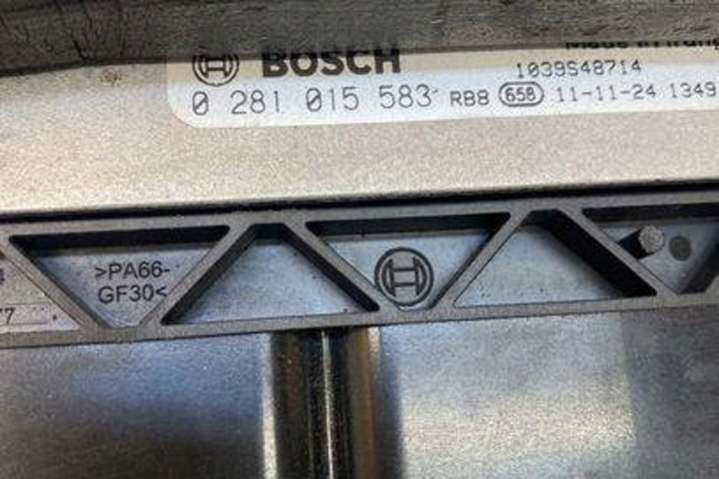 BOSCH
1039S48714
0 281 015 583 RB8 658 11-11-24 1349
>PA66-
GF30<